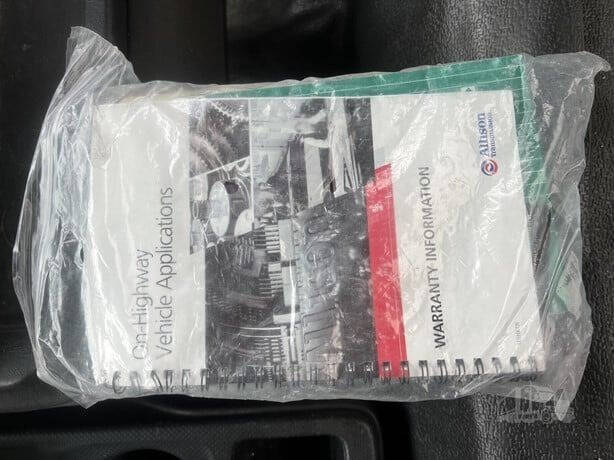 On-Highway
Vehicle Applications
WARRANTY INFORMATION
Allison
Transmission